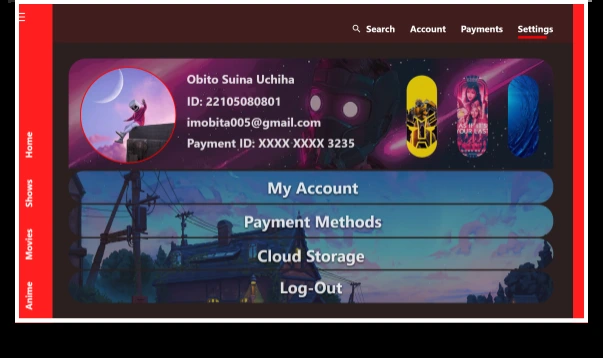 Search Account Payments Settings
Obito Suina Uchiha
ID: 22105080801
imobita005@gmail.com
Payment ID: XXXX XXXX 3235
My Account
Payment Methods
Cloud Storage
Log-Out
Home
Shows
Movies
Anime